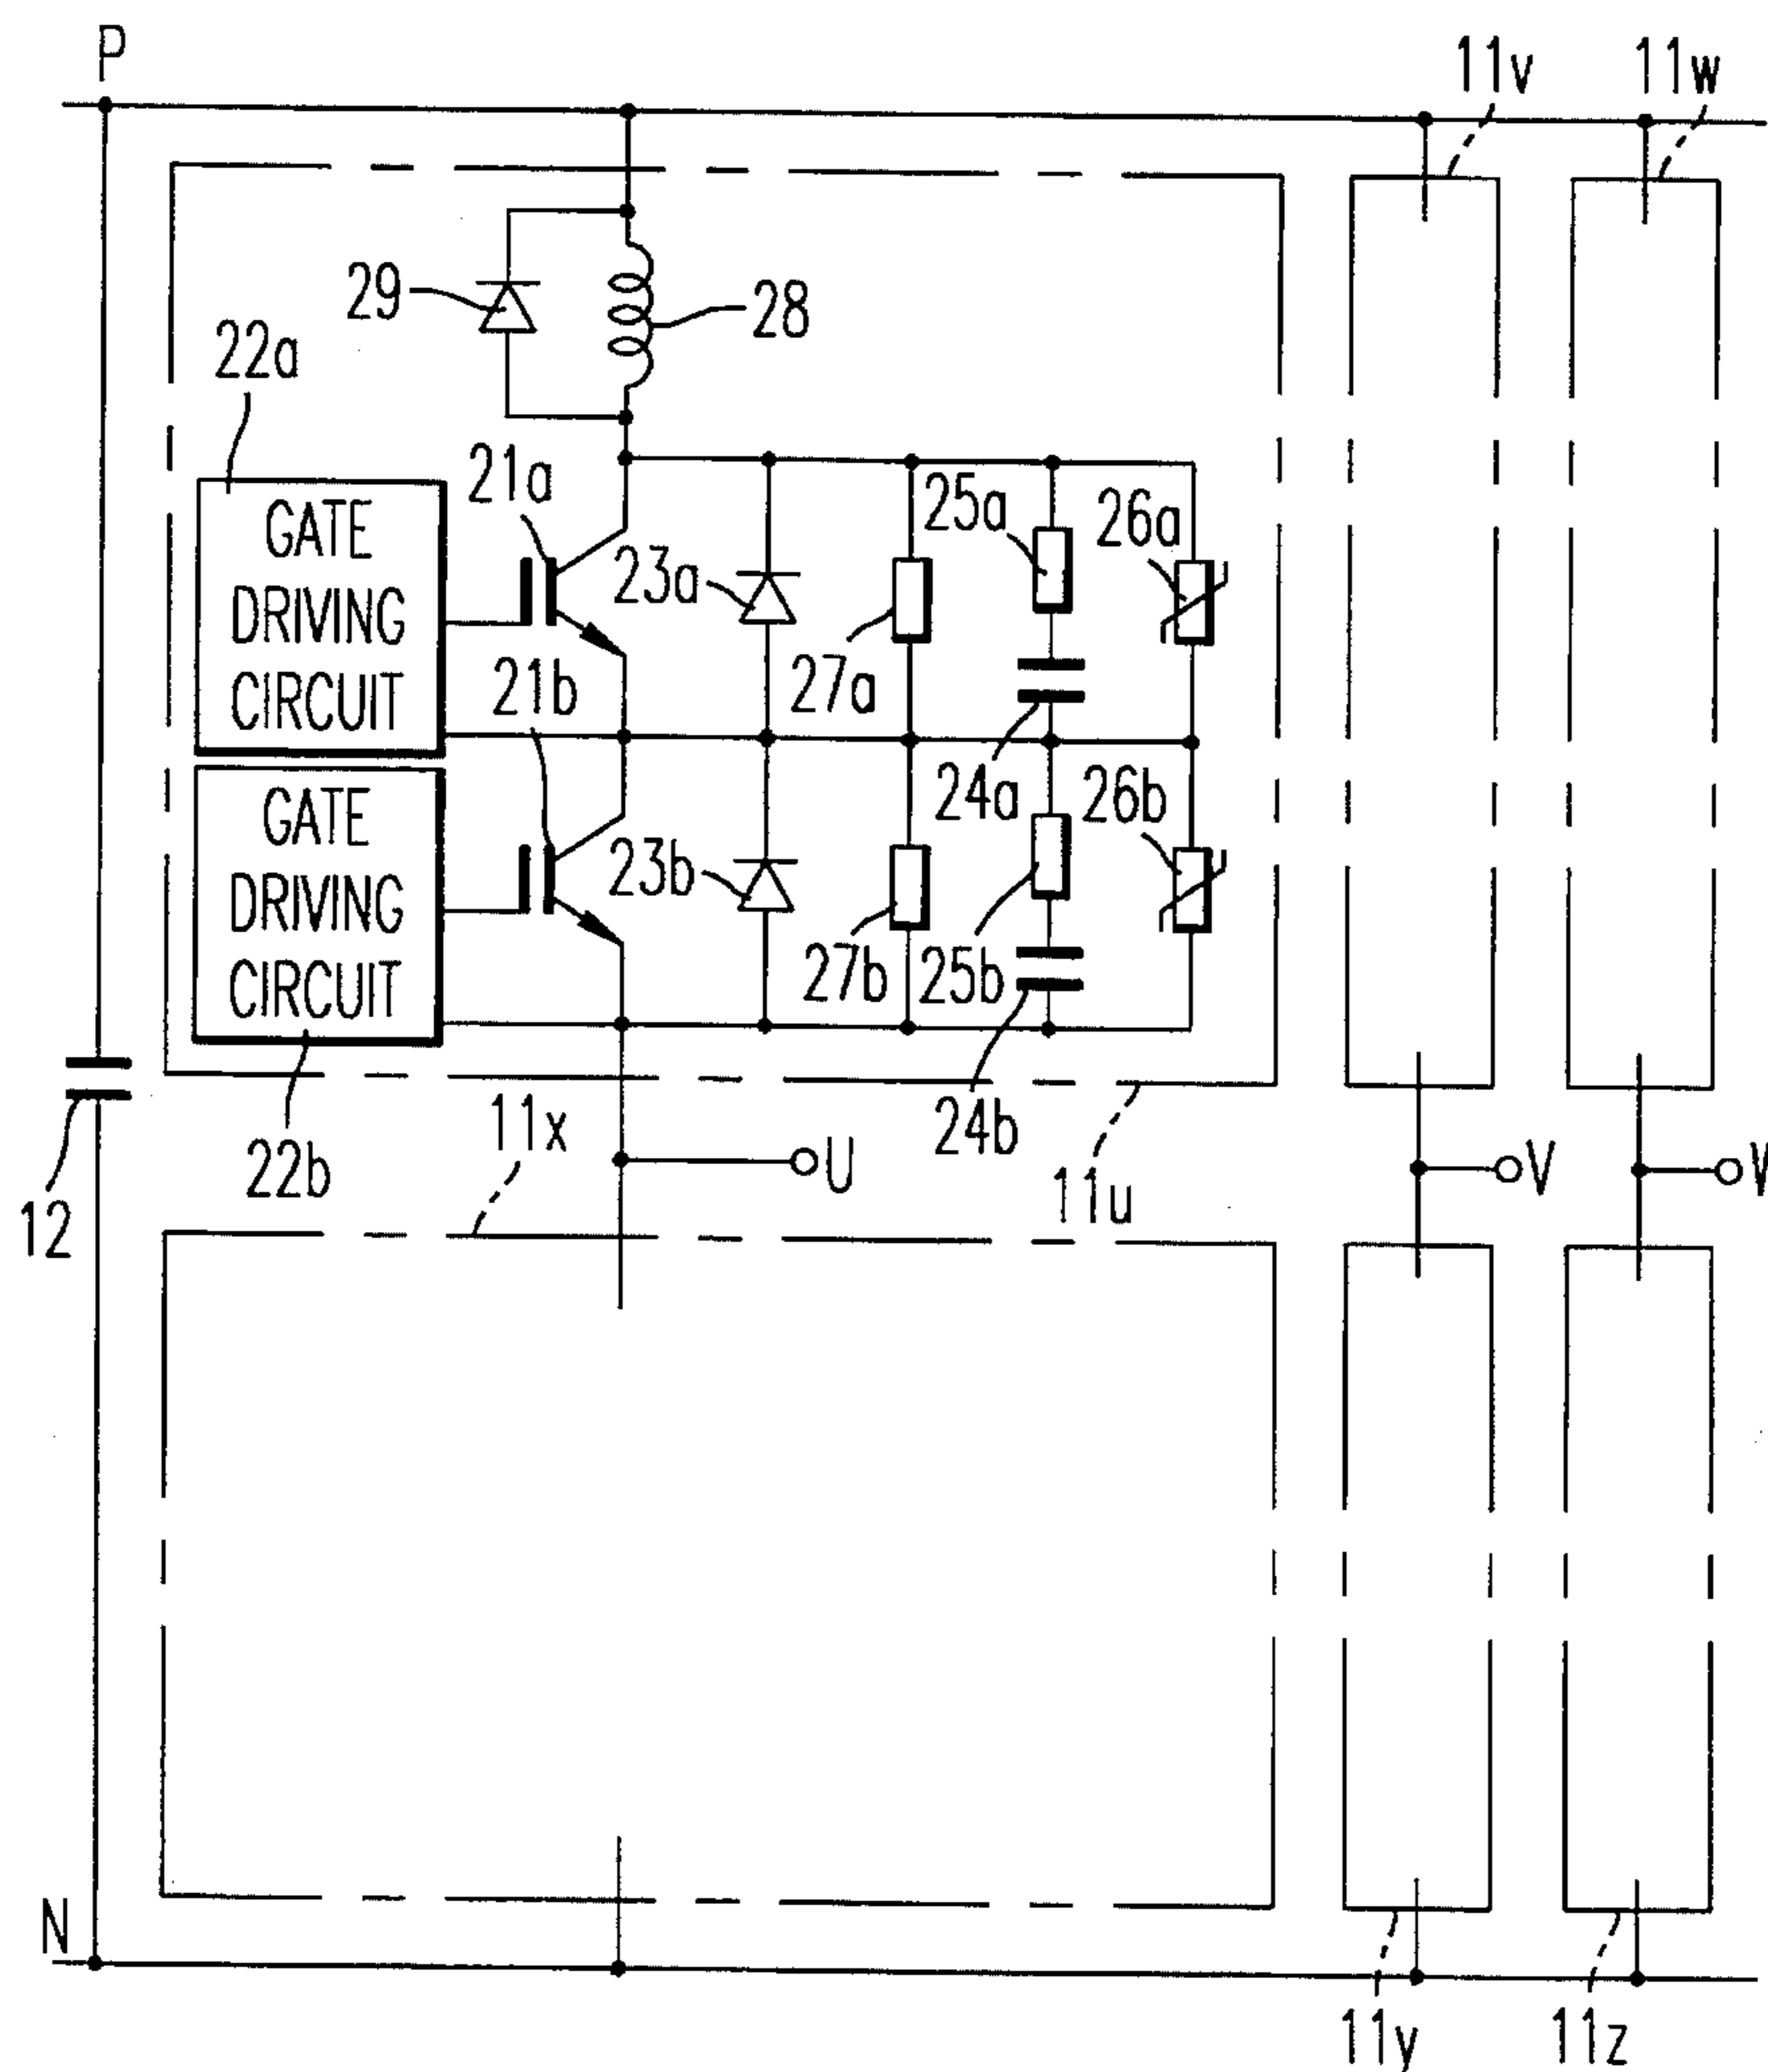 P
11v
11w
29
28
22a
21a
25a
26a
GATE
DRIVING
CIRCUIT
23a
27a
21b
24a
26b
GATE
DRIVING
CIRCUIT
23b
27b
25b
24b
22b
11x
U
11u
V
12
N
11y
11z